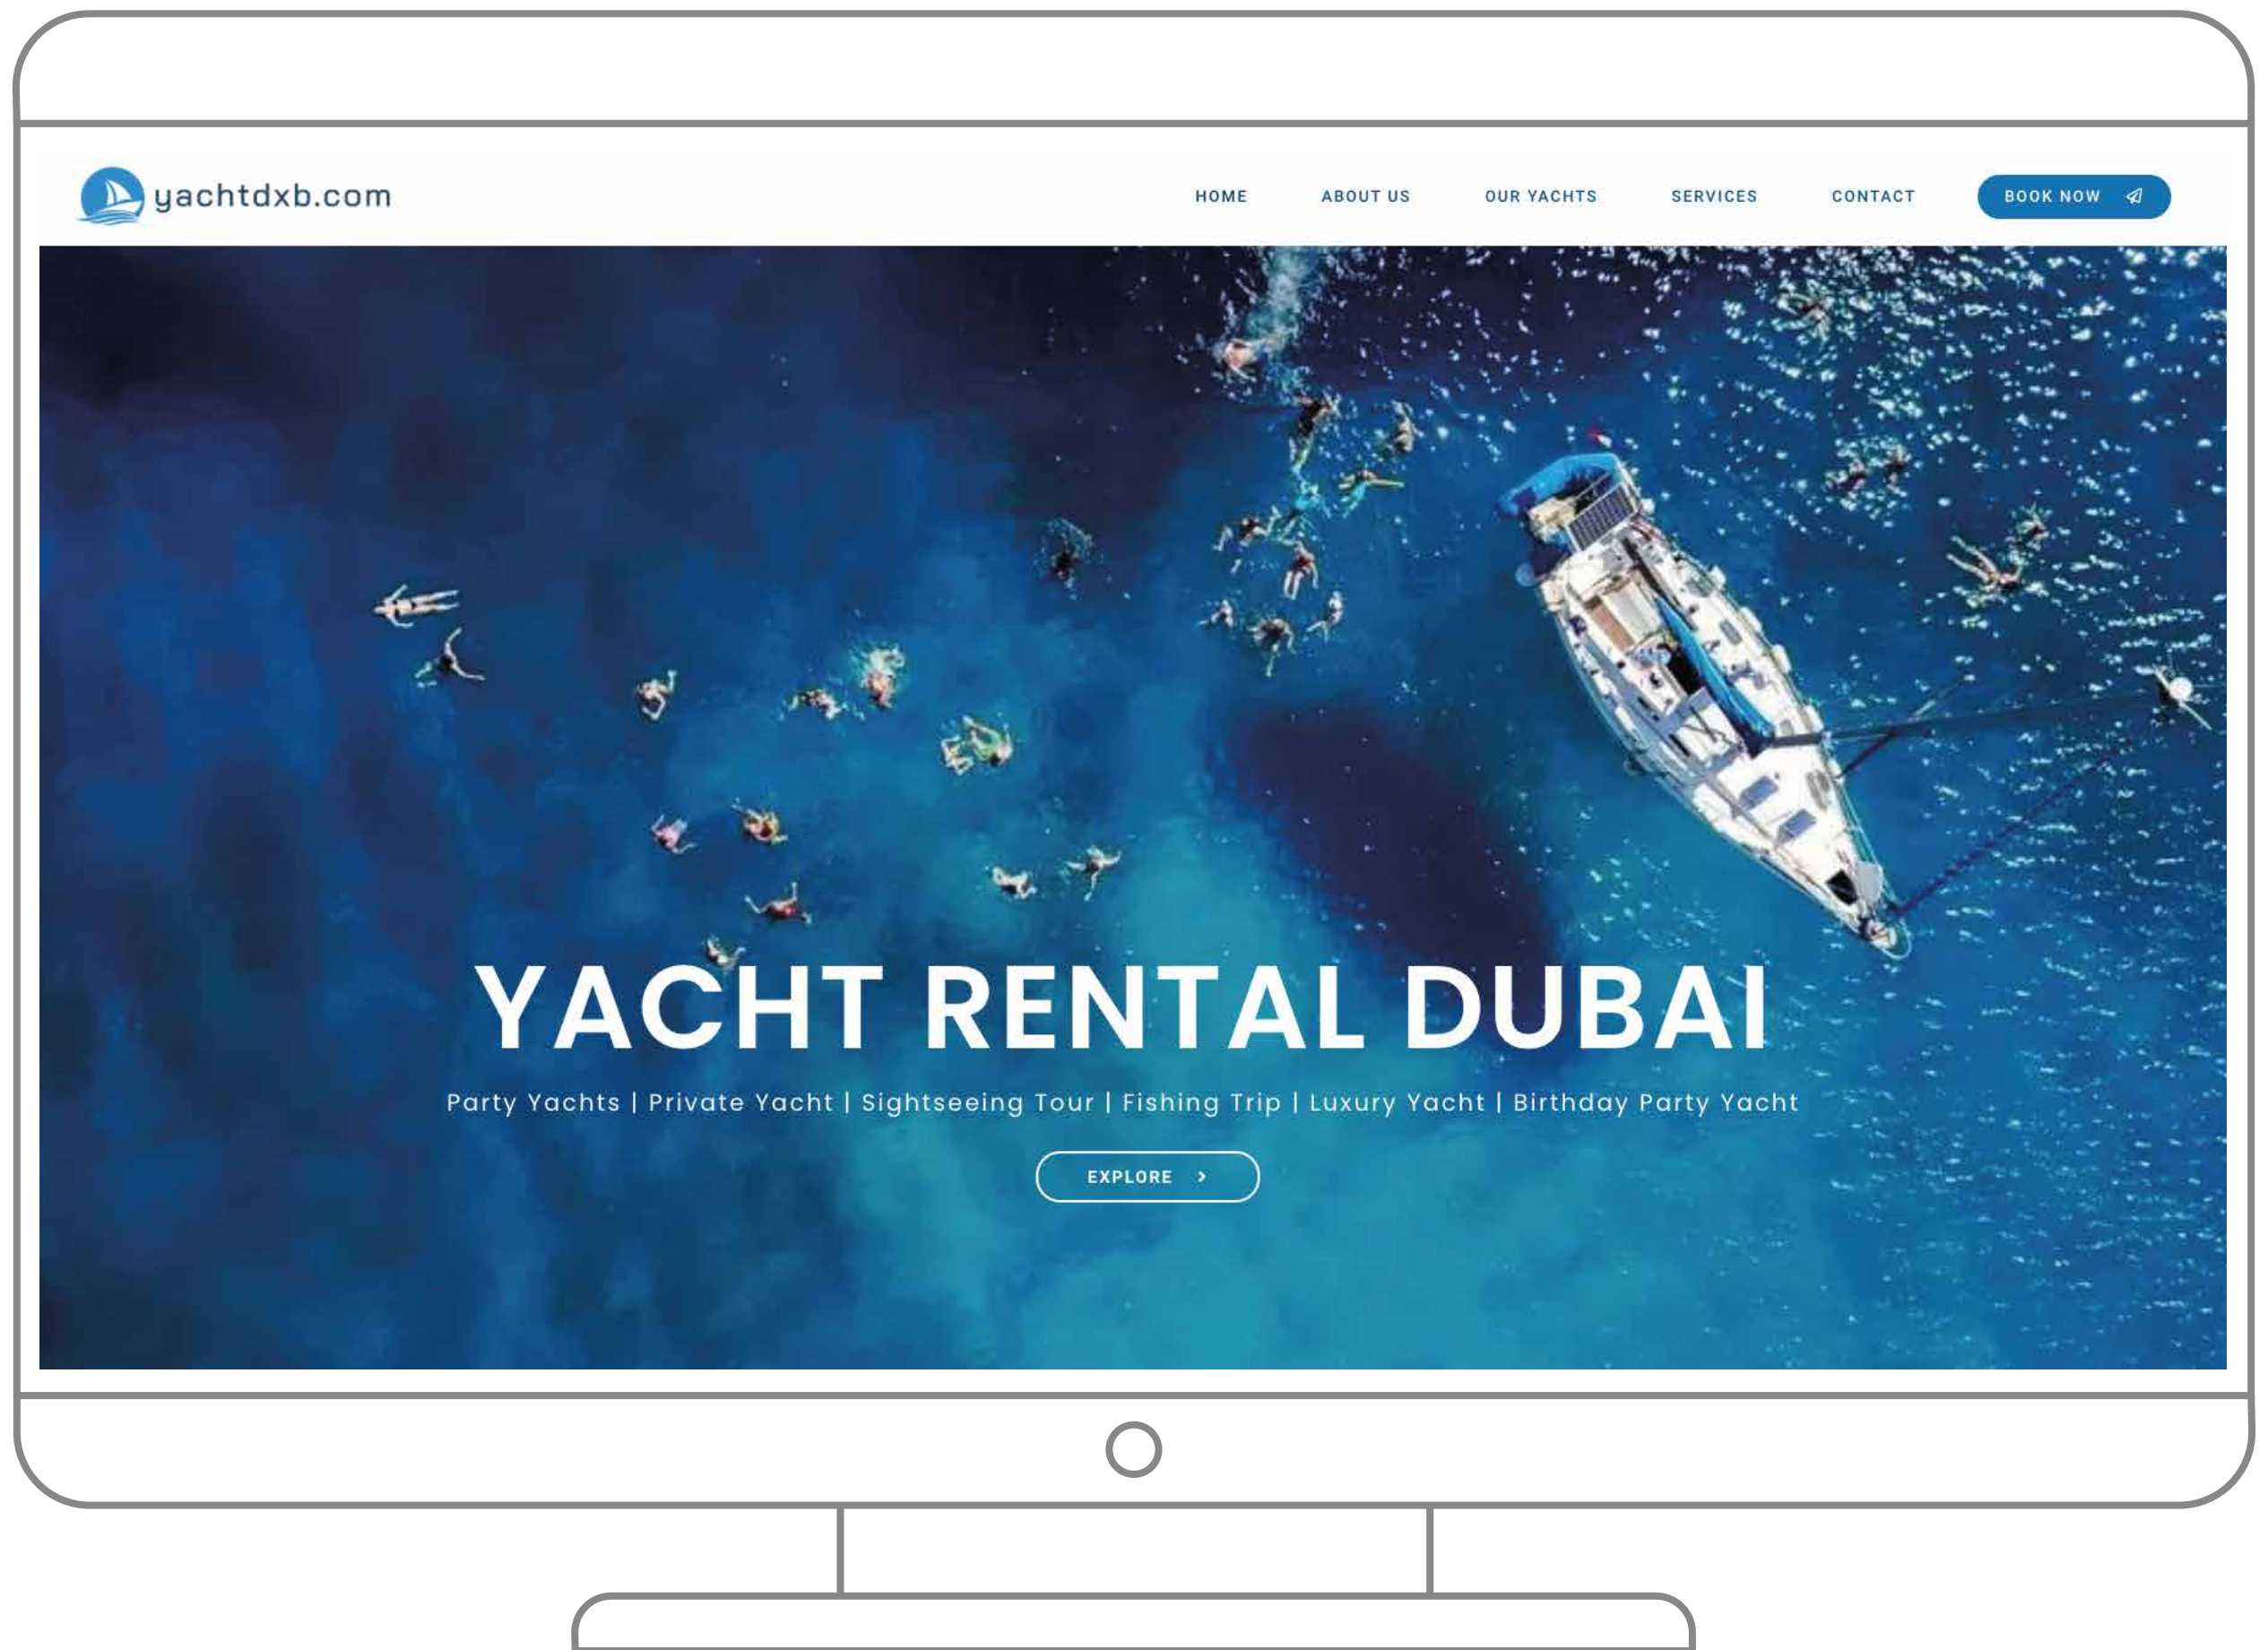 yachtdxb.com
HOME ABOUT US OUR YACHTS SERVICES CONTACT BOOK NOW
YACHT RENTAL DUBAI
Party Yachts | Private Yacht | Sightseeing Tour | Fishing Trip | Luxury Yacht | Birthday Party Yacht
EXPLORE >